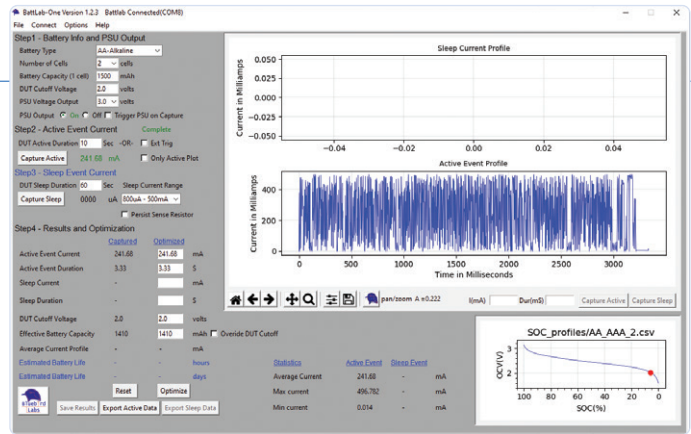 BattLab-One Version 1.2.3 Battlab Connected(COM8)
File Connect Options Help
Step1 - Battery Info and PSU Output
Battery Type AA-Alkaline
Number of Cells 2 cells
Battery Capacity (1 cell) 1500 mAh
DUT Cutoff Voltage 2.0 volts
PSU Voltage Output 3.0 volts
PSU Output On Off Trigger PSU on Capture
Step2 - Active Event Current Complete
DUT Active Duration 10 Sec -OR- Ext Trig
Capture Active 241.68 mA Only Active Plot
Step3 - Sleep Event Current
DUT Sleep Duration 60 Sec Sleep Current Range
Capture Sleep 0000 uA 800uA - 500mA
Persist Sense Resistor
Step4 - Results and Optimization
Captured Optimized
Active Event Current 241.68 241.68 mA
Active Event Duration 3.33 3.33 S
Sleep Current - mA
Sleep Duration - S
DUT Cutoff Voltage 2.0 2.0 volts
Effective Battery Capacity 1410 1410 mAh Overide DUT Cutoff
Average Current Profile - - mA
Estimated Battery Life - - hours
Estimated Battery Life - - days
Reset Optimize
Bluebird Labs
Save Results Export Active Data Export Sleep Data
Sleep Current Profile
Current in Milliamps
0.050
0.025
0.000
-0.025
-0.050
-0.04 -0.02 0.00 0.02 0.04
Active Event Profile
Current in Milliamps
400
200
0
0 500 1000 1500 2000 2500 3000
Time in Milliseconds
pan/zoom A =0.222 I(mA) Dur(mS) Capture Active Capture Sleep
Statistics Active Event Sleep Event
Average Current 241.68 - mA
Max current 496.782 - mA
Min current 0.014 - mA
SOC_profiles/AA_AAA_2.csv
OCV(V)
3
2
100 80 60 40 20 0
SOC(%)